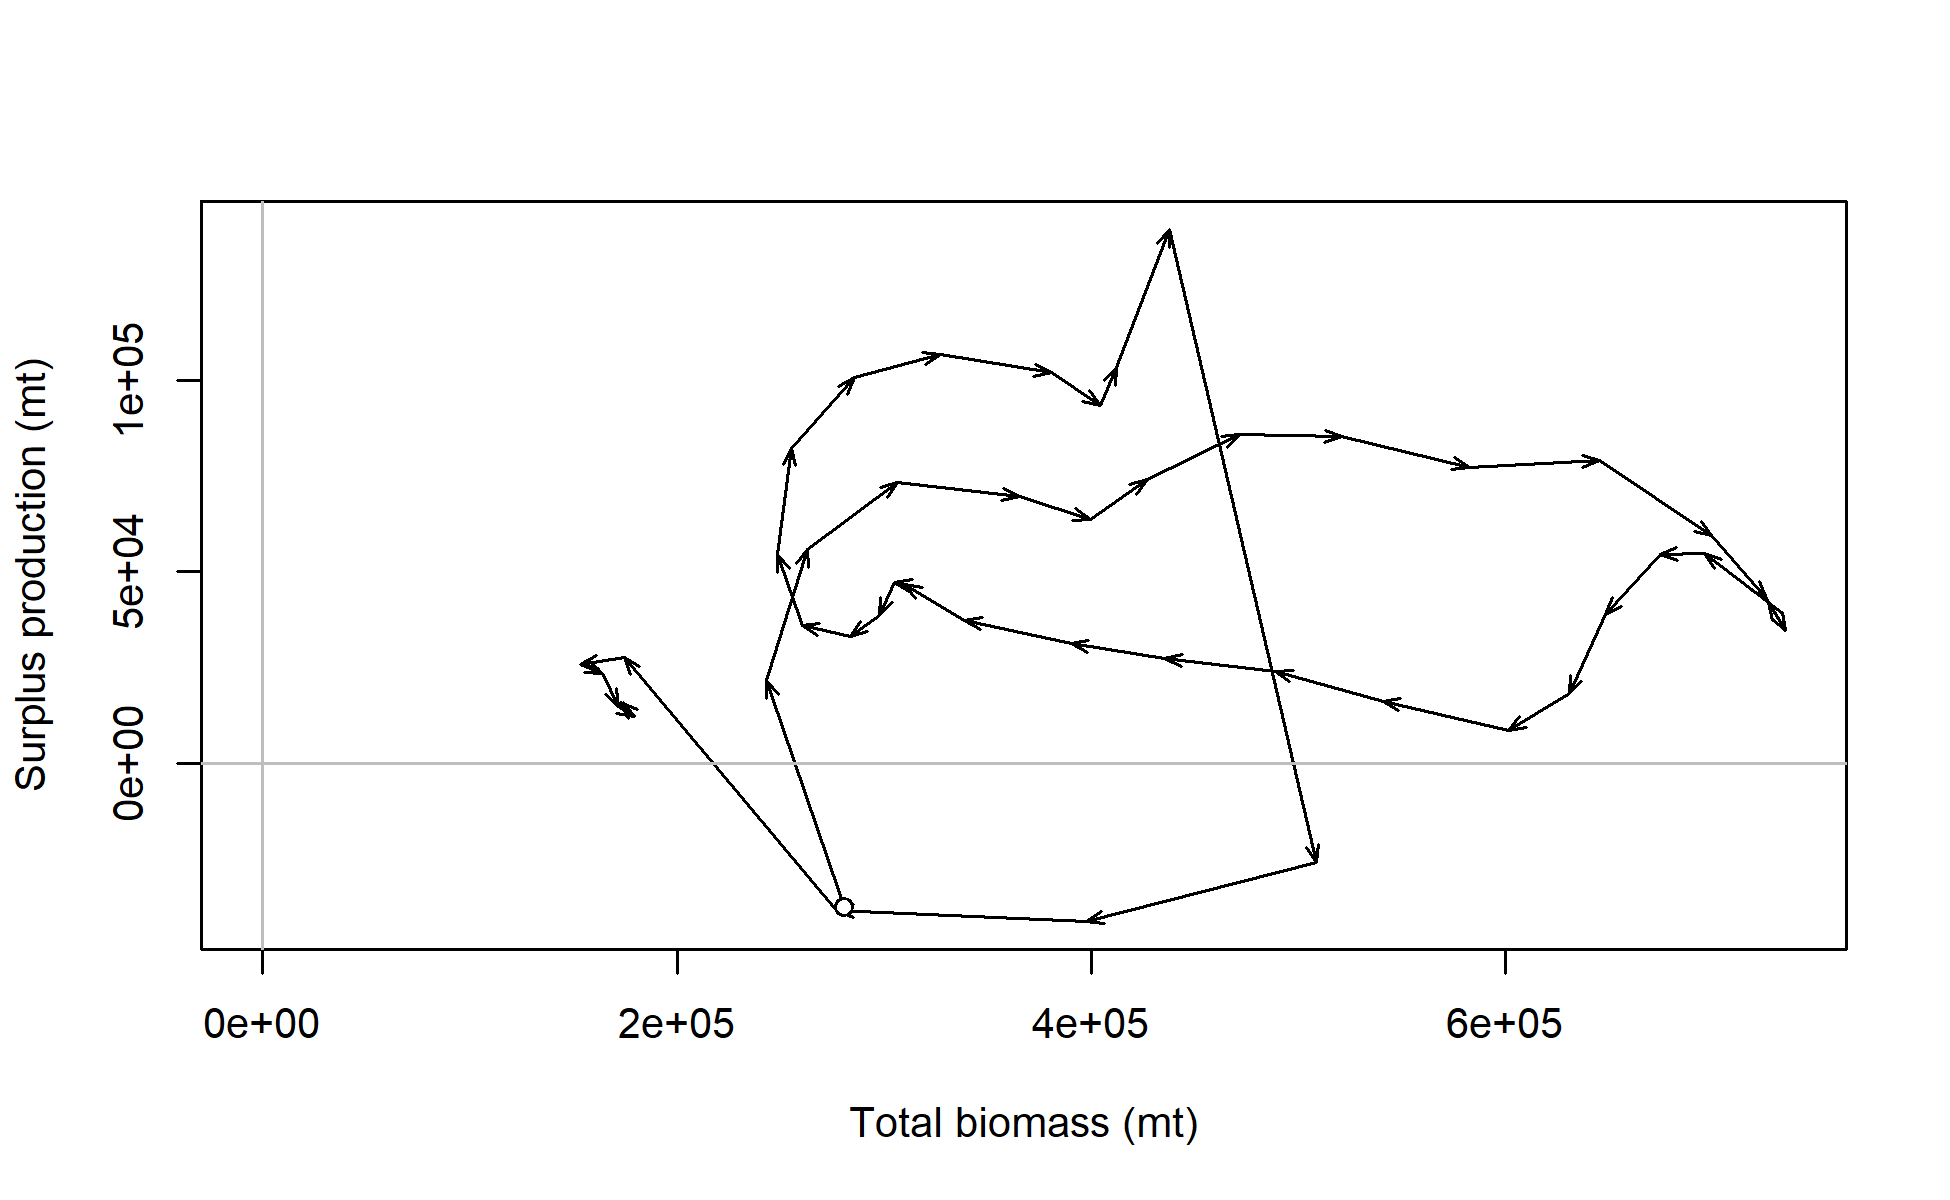 Surplus production (mt)
1e+05
5e+04
0e+00
0e+00 2e+05 4e+05 6e+05
Total biomass (mt)